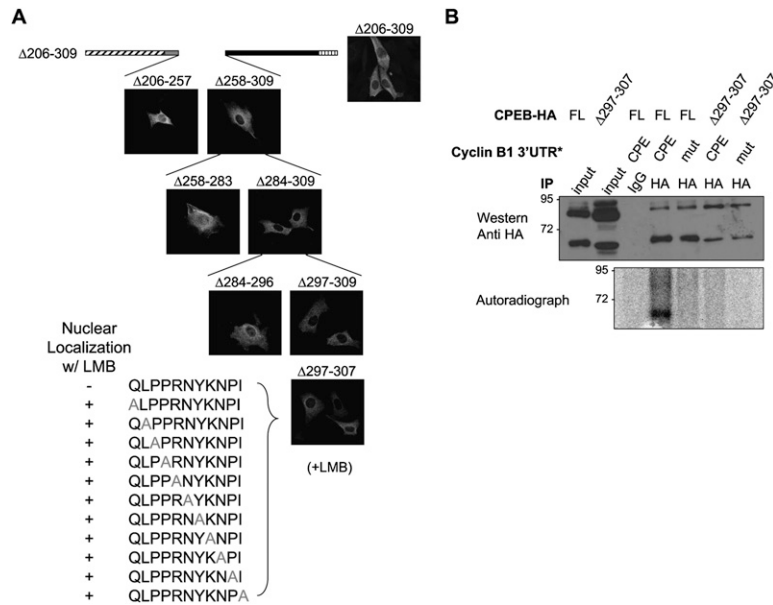 A
Δ206-309
Δ206-309
Δ206-257
Δ258-309
Δ258-283
Δ284-309
Δ284-296
Δ297-309
Nuclear
Localization
w/ LMB
Δ297-307
- QLPPRNYKNPI
+ ALPPRNYKNPI
+ QAPPRNYKNPI
+ QLAPRNYKNPI
+ QLPARNYKNPI
+ QLPPANYKNPI
+ QLPPRAYKNPI
+ QLPPRNAKNPI
+ QLPPRNYANPI
+ QLPPRNYKAPI
+ QLPPRNYKNAI
+ QLPPRNYKNPA
(+LMB)
B
CPEB-HA FL Δ297-307 FL FL FL Δ297-307 Δ297-307
Cyclin B1 3'UTR* CPE CPE mut CPE mut
IP input input IgG HA HA HA HA
Western
Anti HA
95
72
Autoradiograph
95
72